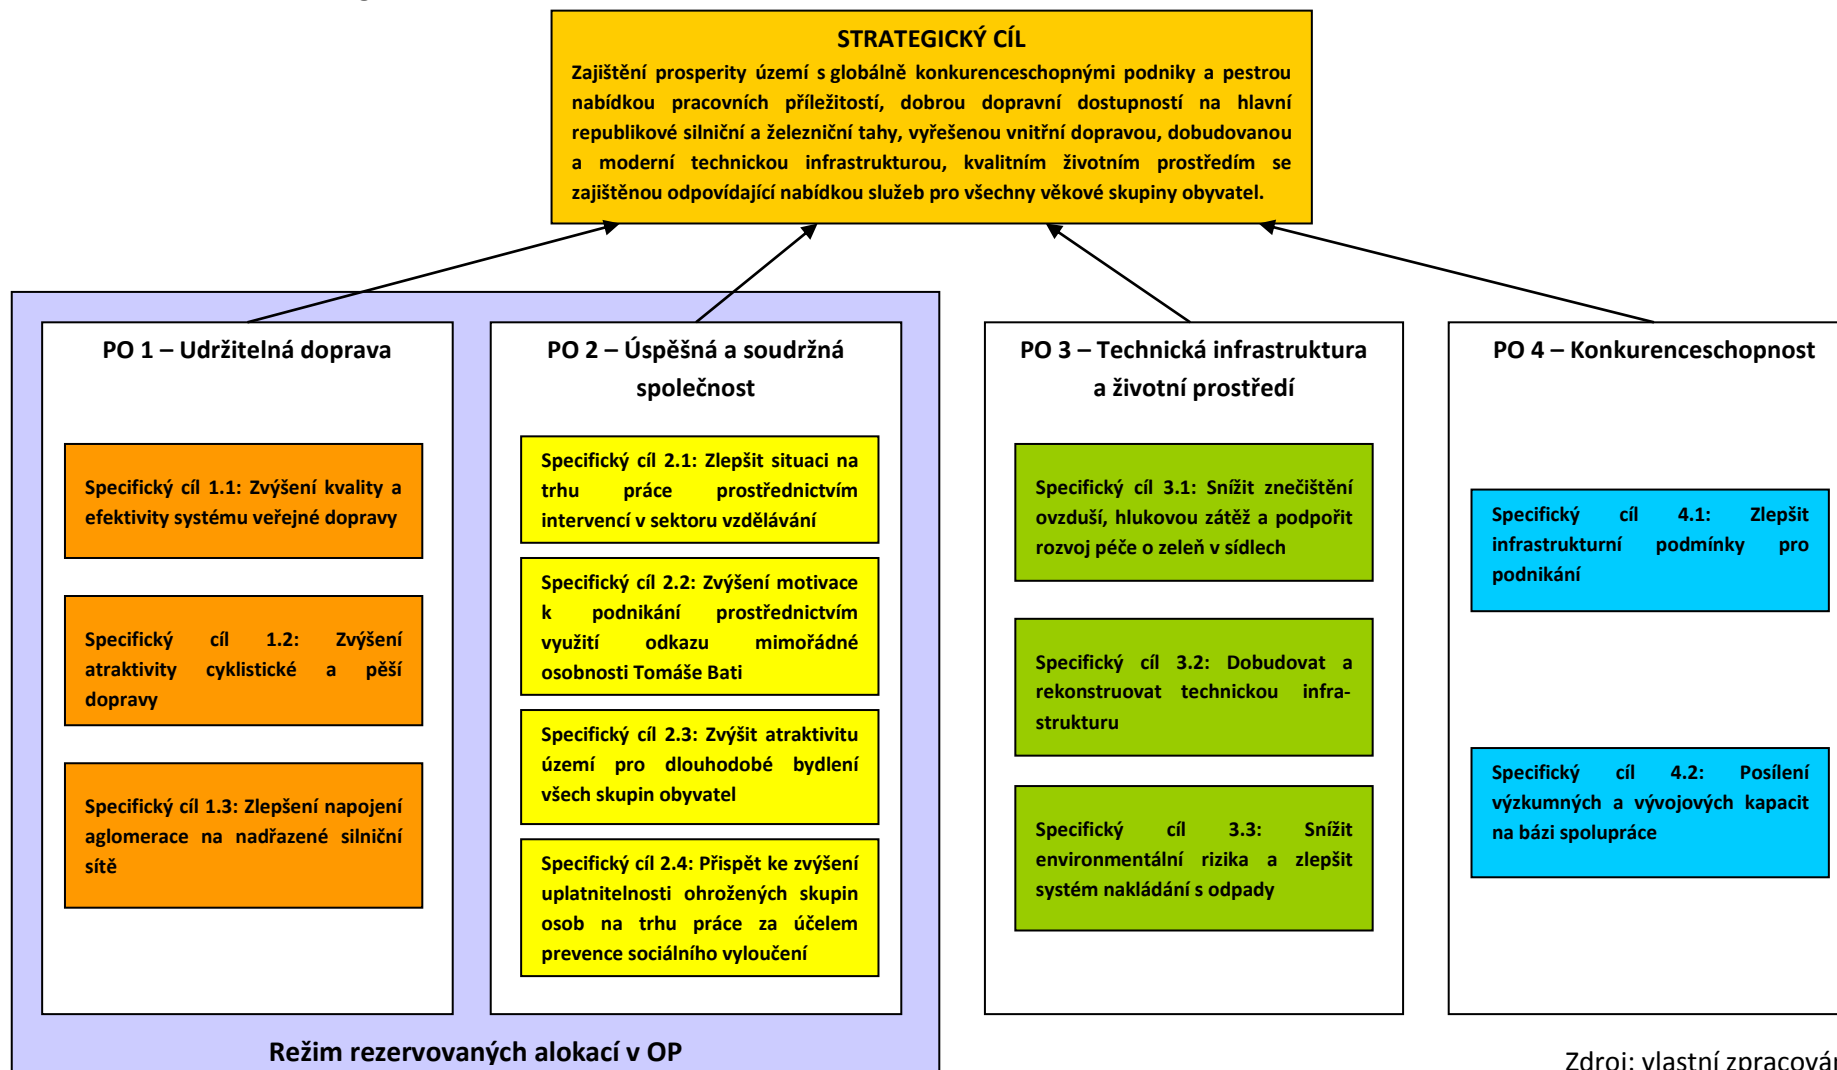 STRATEGICKÝ CÍL
Zajištění prosperity území s globálně konkurenceschopnými podniky a pestrou
nabídkou pracovních příležitostí, dobrou dopravní dostupností na hlavní
republikové silniční a železniční tahy, vyřešenou vnitřní dopravou, dobudovanou
a moderní technickou infrastrukturou, kvalitním životním prostředím se
zajištěnou odpovídající nabídkou služeb pro všechny věkové skupiny obyvatel.
PO 1 – Udržitelná doprava
Specifický cíl 1.1: Zvýšení kvality a
efektivity systému veřejné dopravy
Specifický cíl 1.2: Zvýšení
atraktivity cyklistické a pěší
dopravy
Specifický cíl 1.3: Zlepšení napojení
aglomerace na nadřazené silniční
sítě
PO 2 – Úspěšná a soudržná
společnost
Specifický cíl 2.1: Zlepšit situaci na
trhu práce prostřednictvím
intervencí v sektoru vzdělávání
Specifický cíl 2.2: Zvýšení motivace
k podnikání prostřednictvím
využití odkazu mimořádné
osobnosti Tomáše Bati
Specifický cíl 2.3: Zvýšit atraktivitu
území pro dlouhodobé bydlení
všech skupin obyvatel
Specifický cíl 2.4: Přispět ke zvýšení
uplatnitelnosti ohrožených skupin
osob na trhu práce za účelem
prevence sociálního vyloučení
Režim rezervovaných alokací v OP
PO 3 – Technická infrastruktura
a životní prostředí
Specifický cíl 3.1: Snížit znečištění
ovzduší, hlukovou zátěž a podpořit
rozvoj péče o zeleň v sídlech
Specifický cíl 3.2: Dobudovat a
rekonstruovat technickou infra-
strukturu
Specifický cíl 3.3: Snížit
environmentální rizika a zlepšit
systém nakládání s odpady
PO 4 – Konkurenceschopnost
Specifický cíl 4.1: Zlepšit
infrastrukturní podmínky pro
podnikání
Specifický cíl 4.2: Posílení
výzkumných a vývojových kapacit
na bázi spolupráce
Zdroj: vlastní zpracován